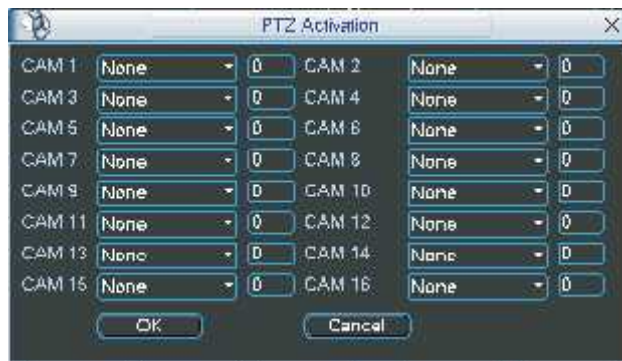 PTZ Activation
CAM 1 None 0 CAM 2 None 0
CAM 3 None 0 CAM 4 None 0
CAM 5 None 0 CAM 6 None 0
CAM 7 None 0 CAM 8 None 0
CAM 9 None 0 CAM 10 None 0
CAM 11 None 0 CAM 12 None 0
CAM 13 None 0 CAM 14 None 0
CAM 15 None 0 CAM 16 None 0
OK Cancel